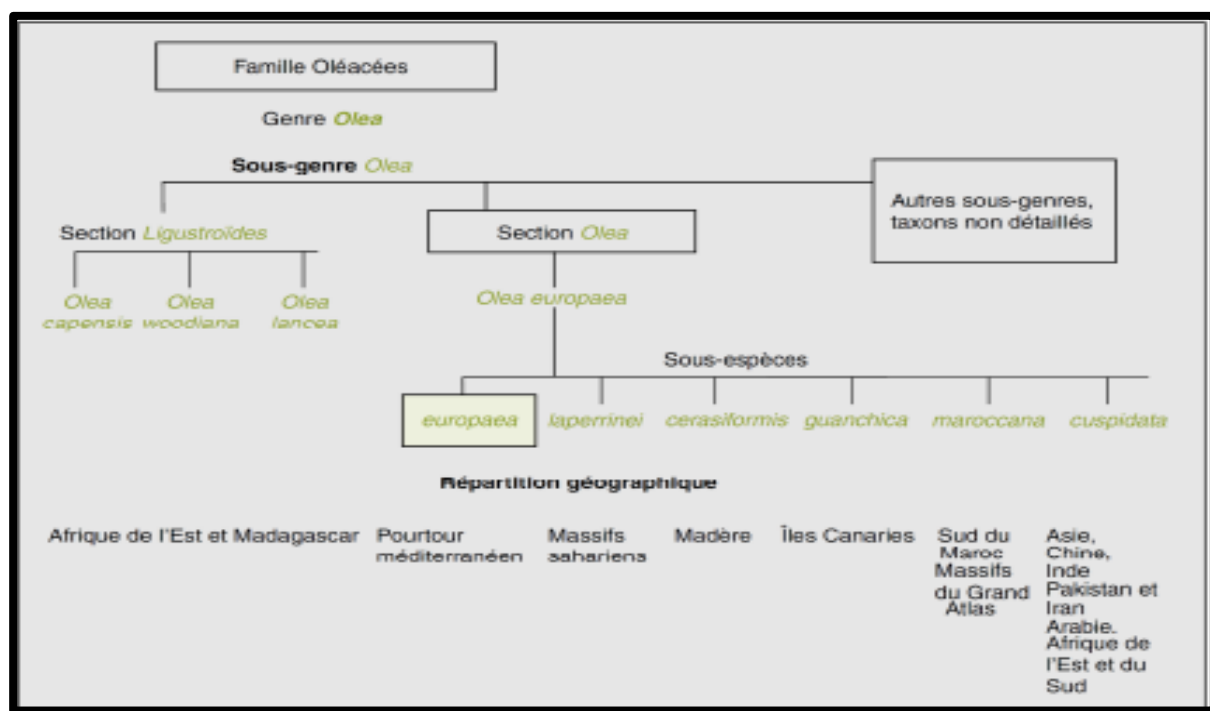 Famille Oléacées
Genre Olea
Sous-genre Olea
Autres sous-genres,
taxons non détaillés
Section Ligustroïdes
Section Olea
Olea capensis
Olea woodiana
Olea lancea
Olea europaea
Sous-espèces
europaea laperrinei cerasiformis guanchica maroccana cuspidata
Répartition géographique
Afrique de l'Est et Madagascar
Pourtour
méditerranéen
Massifs
sahariens
Madère
Îles Canaries
Sud du
Maroc
Massifs
du Grand
Atlas
Asie,
Chine,
Inde
Pakistan et
Iran
Arabie.
Afrique de
l'Est et du
Sud